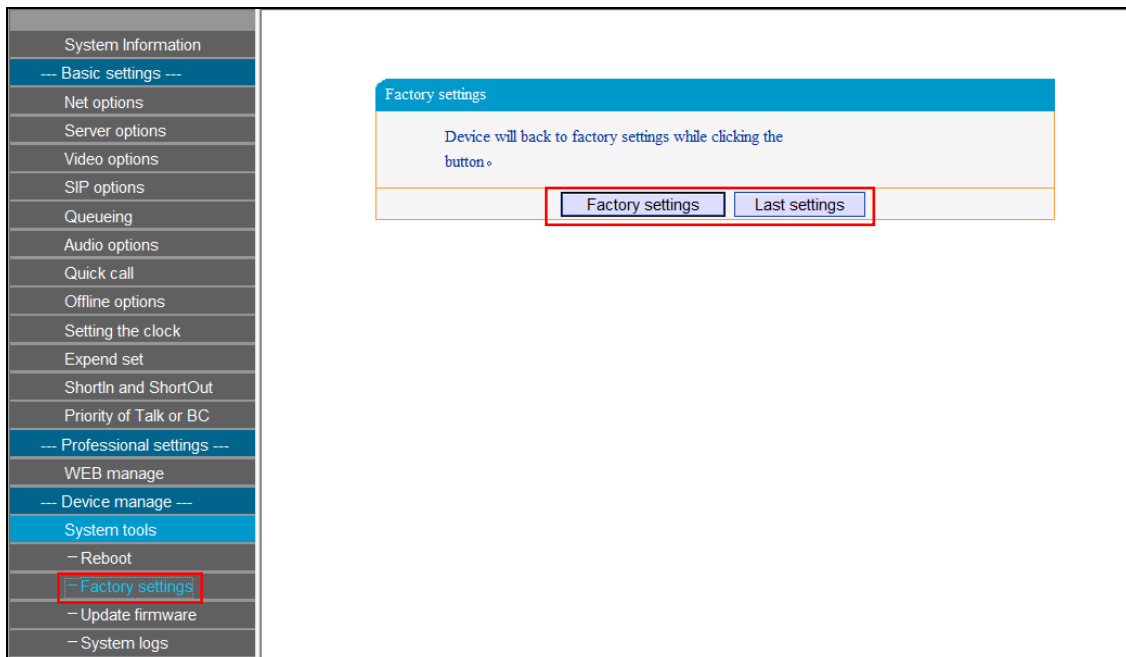 System Information
--- Basic settings ---
Net options
Server options
Video options
SIP options
Queueing
Audio options
Quick call
Offline options
Setting the clock
Expend set
ShortIn and ShortOut
Priority of Talk or BC
--- Professional settings ---
WEB manage
--- Device manage ---
System tools
－Reboot
－Factory settings
－Update firmware
－System logs
Factory settings
Device will back to factory settings while clicking the
button。
Factory settings Last settings